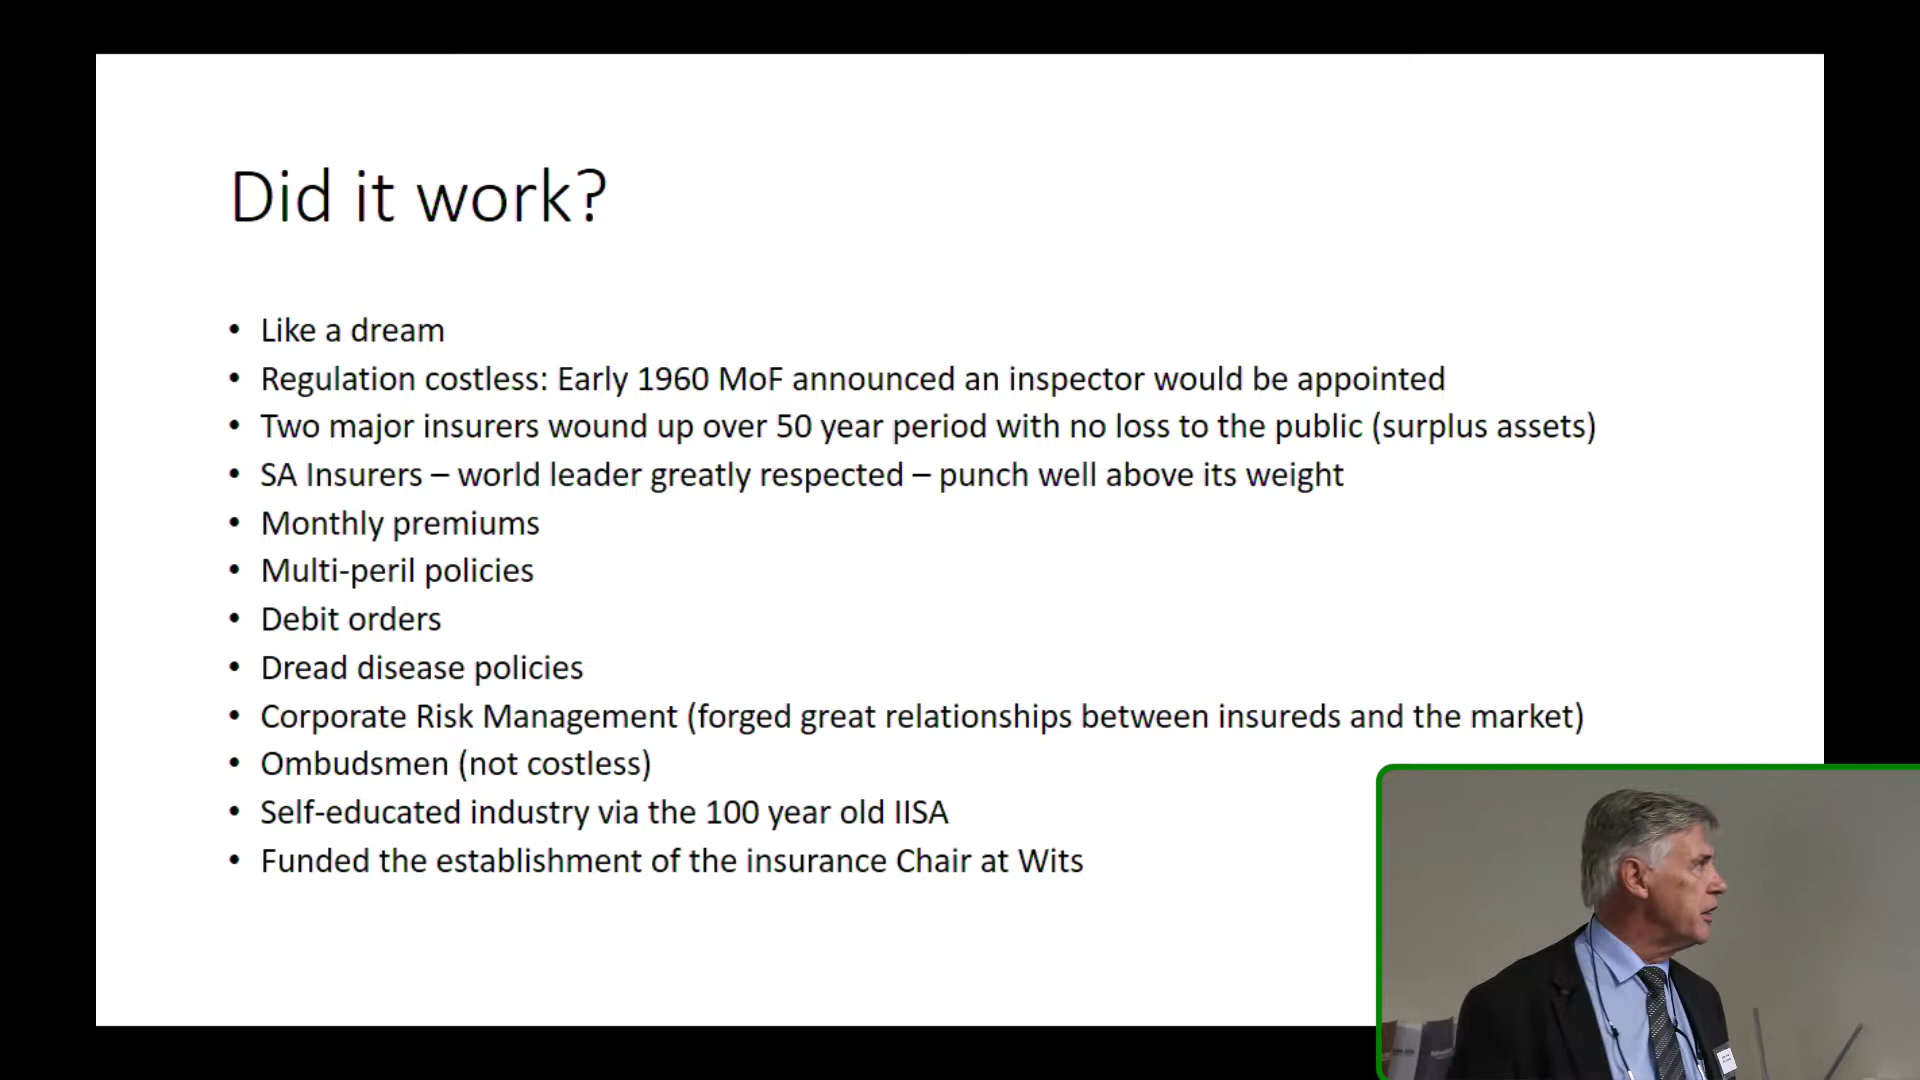 Did it work?
• Like a dream
• Regulation costless: Early 1960 MoF announced an inspector would be appointed
• Two major insurers wound up over 50 year period with no loss to the public (surplus assets)
• SA Insurers – world leader greatly respected – punch well above its weight
• Monthly premiums
• Multi-peril policies
• Debit orders
• Dread disease policies
• Corporate Risk Management (forged great relationships between insureds and the market)
• Ombudsmen (not costless)
• Self-educated industry via the 100 year old IISA
• Funded the establishment of the insurance Chair at Wits